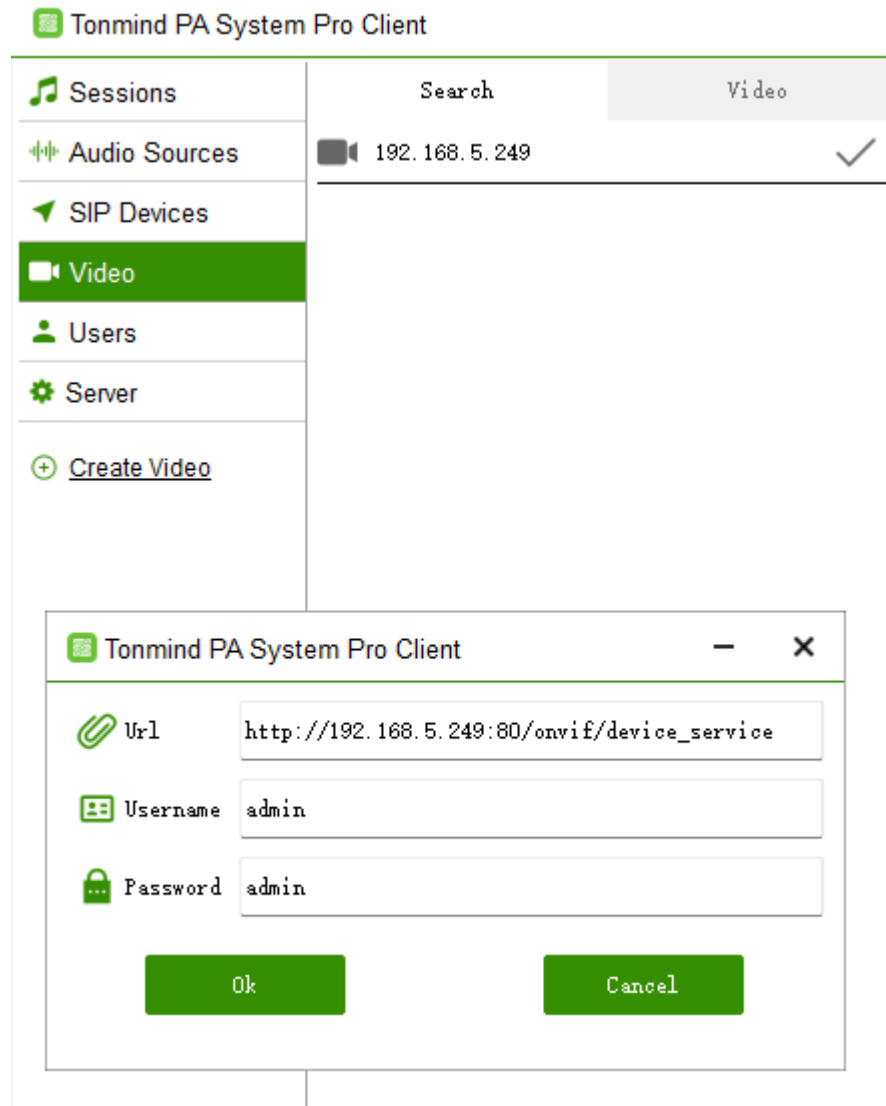 Tonmind PA System Pro Client
Sessions
Audio Sources
SIP Devices
Video
Users
Server
Create Video
Search
Video
192.168.5.249
Tonmind PA System Pro Client
Url
http://192.168.5.249:80/onvif/device_service
Username
admin
Password
admin
Ok
Cancel